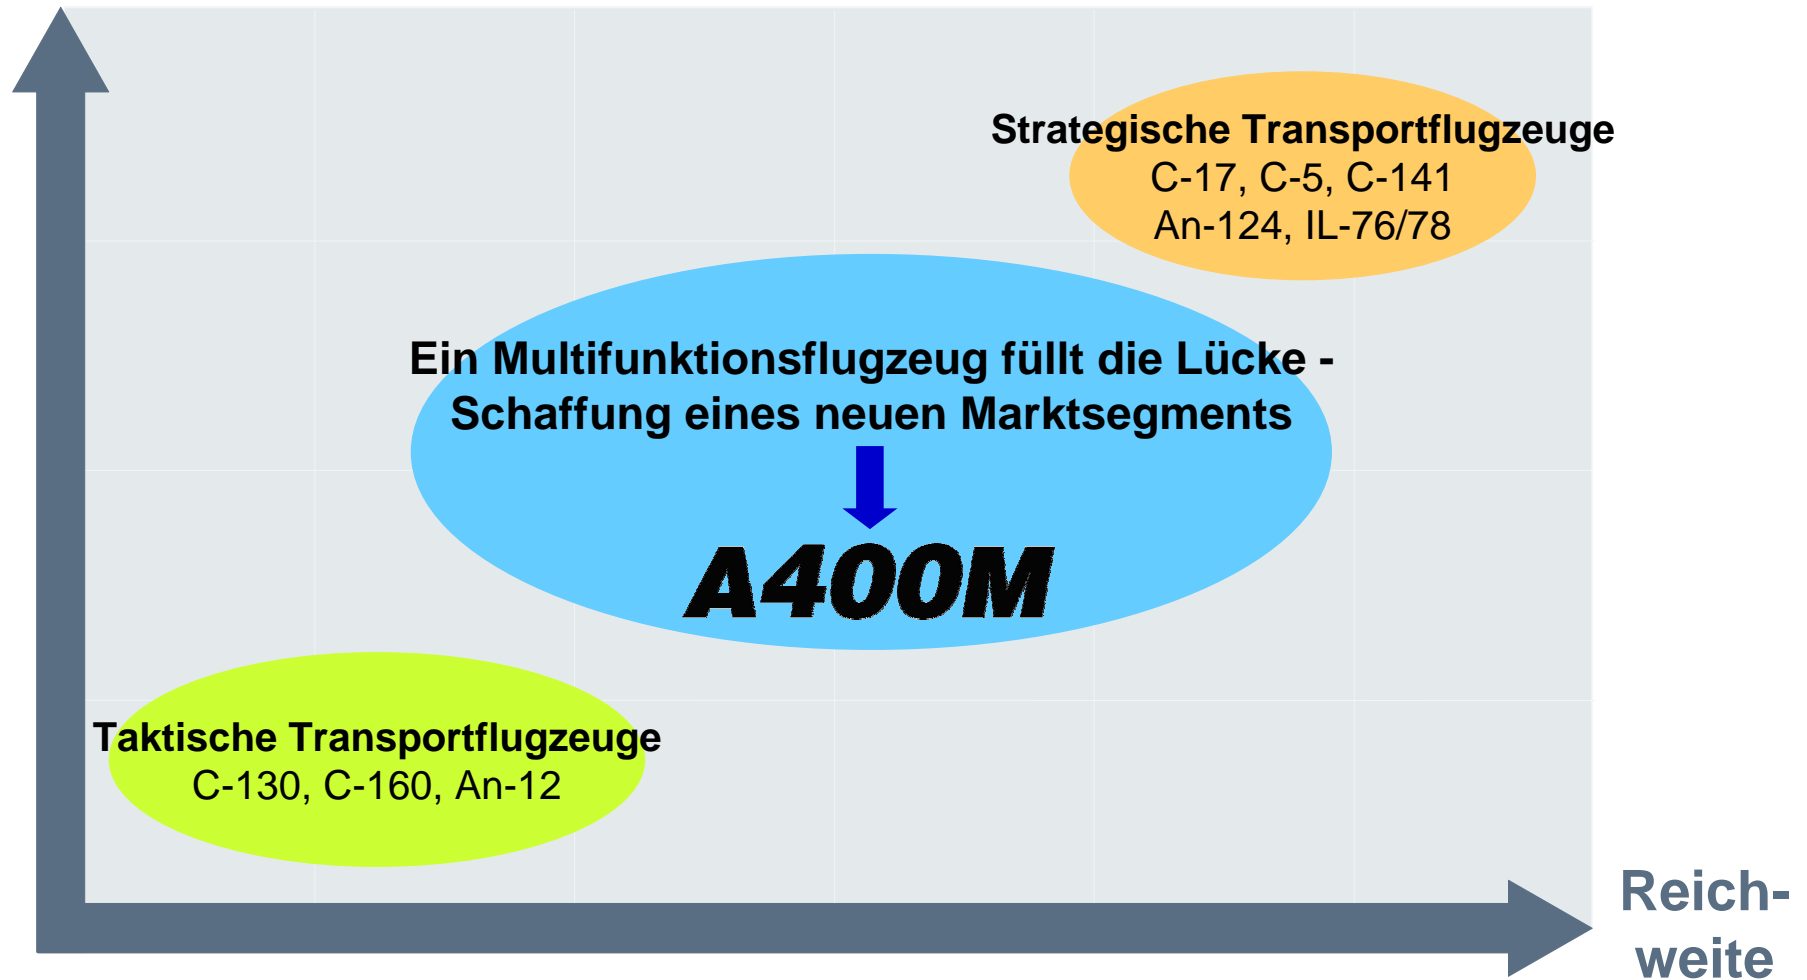 Strategische Transportflugzeuge
C-17, C-5, C-141
An-124, IL-76/78
Ein Multifunktionsflugzeug füllt die Lücke -
Schaffung eines neuen Marktsegments
A400M
Taktische Transportflugzeuge
C-130, C-160, An-12
Reich-
weite